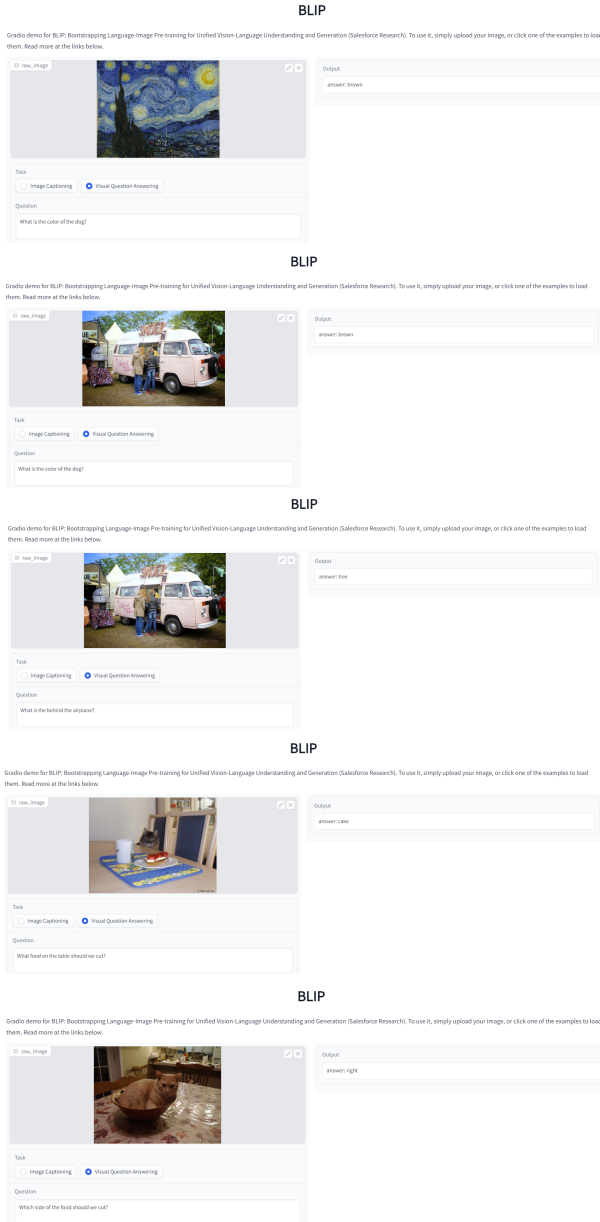 BLIP
Gradio demo for BLIP: Bootstrapping Language-Image Pre-training for Unified Vision-Language Understanding and Generation (Salesforce Research). To use it, simply upload your image, or click one of the examples to load
them. Read more at the links below.
raw_image
Output
answer: brown
Task
Image Captioning
Visual Question Answering
Question
What is the color of the dog?
BLIP
Gradio demo for BLIP: Bootstrapping Language-Image Pre-training for Unified Vision-Language Understanding and Generation (Salesforce Research). To use it, simply upload your image, or click one of the examples to load
them. Read more at the links below.
raw_image
Output
answer: brown
Task
Image Captioning
Visual Question Answering
Question
What is the color of the dog?
BLIP
Gradio demo for BLIP: Bootstrapping Language-Image Pre-training for Unified Vision-Language Understanding and Generation (Salesforce Research). To use it, simply upload your image, or click one of the examples to load
them. Read more at the links below.
raw_image
Output
answer: tree
Task
Image Captioning
Visual Question Answering
Question
What is the behind the airplane?
BLIP
Gradio demo for BLIP: Bootstrapping Language-Image Pre-training for Unified Vision-Language Understanding and Generation (Salesforce Research). To use it, simply upload your image, or click one of the examples to load
them. Read more at the links below.
raw_image
Output
answer: cake
Task
Image Captioning
Visual Question Answering
Question
What food on the table should we cut?
BLIP
Gradio demo for BLIP: Bootstrapping Language-Image Pre-training for Unified Vision-Language Understanding and Generation (Salesforce Research). To use it, simply upload your image, or click one of the examples to load
them. Read more at the links below.
raw_image
Output
answer: right
Task
Image Captioning
Visual Question Answering
Question
Which side of the food should we cut?